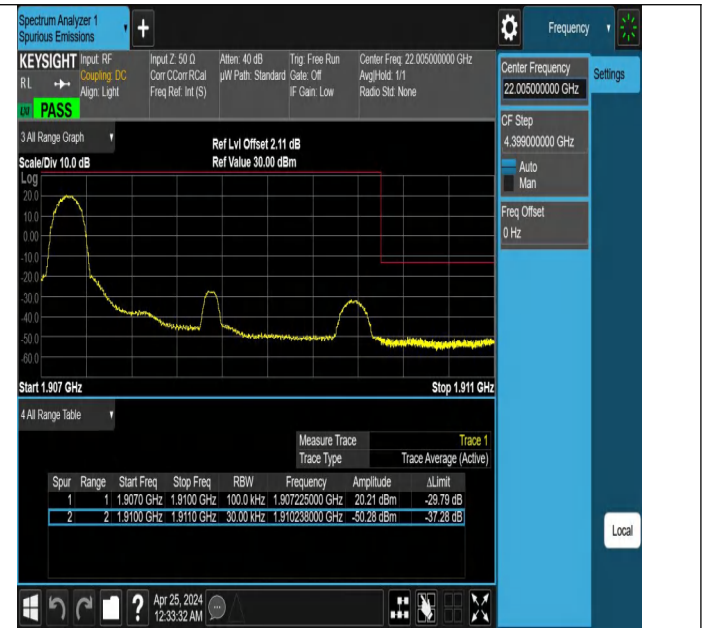 Spectrum Analyzer 1
Spurious Emissions
+
Frequency
KEYSIGHT
RL
PASS
Input: RF
Coupling: DC
Align: Light
Input Z: 50 Ω
Corr CCorr RCal
Freq Ref: Int (S)
Atten: 40 dB
µW Path: Standard
Trig: Free Run
Gate: Off
IF Gain: Low
Center Freq: 22.005000000 GHz
Avg|Hold: 1/1
Radio Std: None
Center Frequency
22.005000000 GHz
Settings
CF Step
4.399000000 GHz
Auto
Man
Freq Offset
0 Hz
3 All Range Graph
Scale/Div 10.0 dB
Ref Lvl Offset 2.11 dB
Ref Value 30.00 dBm
Log
20.0
10.0
0.00
-10.0
-20.0
-30.0
-40.0
-50.0
-60.0
Start 1.907 GHz
Stop 1.911 GHz
4 All Range Table
Measure Trace Trace 1
Trace Type Trace Average (Active)
Spur Range Start Freq Stop Freq RBW Frequency Amplitude ΔLimit
1 1 1.9070 GHz 1.9100 GHz 100.0 kHz 1.907225000 GHz 20.21 dBm -29.79 dB
2 2 1.9100 GHz 1.9110 GHz 30.00 kHz 1.910238000 GHz -50.28 dBm -37.28 dB
Local
?
Apr 25, 2024
12:33:32 AM